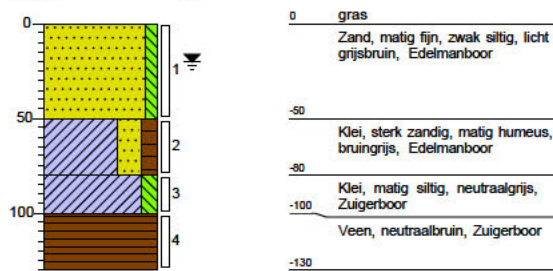 0
50
100
1
2
3
4
0 gras
Zand, matig fijn, zwak siltig, licht
grijsbruin, Edelmanboor
-50
Klei, sterk zandig, matig humeus,
bruingrijs, Edelmanboor
-80
Klei, matig siltig, neutraalgrijs,
Zuigerboor
-100
Veen, neutraalbruin, Zuigerboor
-130